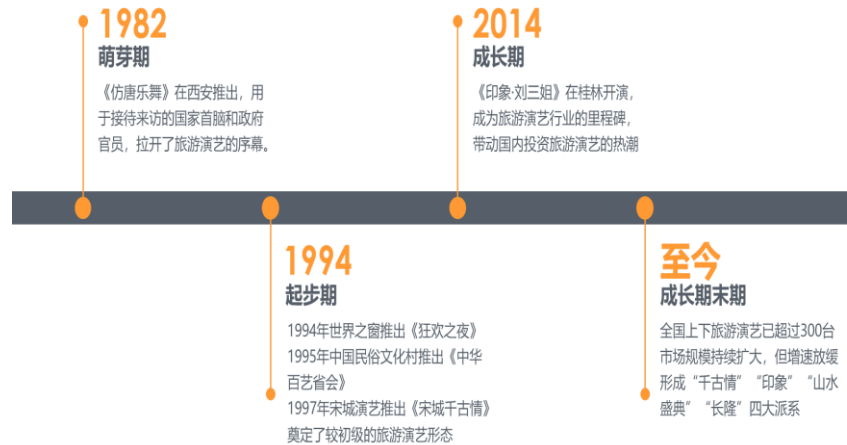 1982
萌芽期
《仿唐乐舞》在西安推出，用
于接待来访的国家首脑和政府
官员，拉开了旅游演艺的序幕。
1994
起步期
1994年世界之窗推出《狂欢之夜》
1995年中国民俗文化村推出《中华
百艺省会》
1997年宋城演艺推出《宋城千古情》
奠定了较初级的旅游演艺形态
2014
成长期
《印象·刘三姐》在桂林开演，
成为旅游演艺行业的里程碑，
带动国内投资旅游演艺的热潮
至今
成长期末期
全国上下旅游演艺已超过300台
市场规模持续扩大，但增速放缓
形成“千古情”“印象”“山水
盛典”“长隆”四大派系